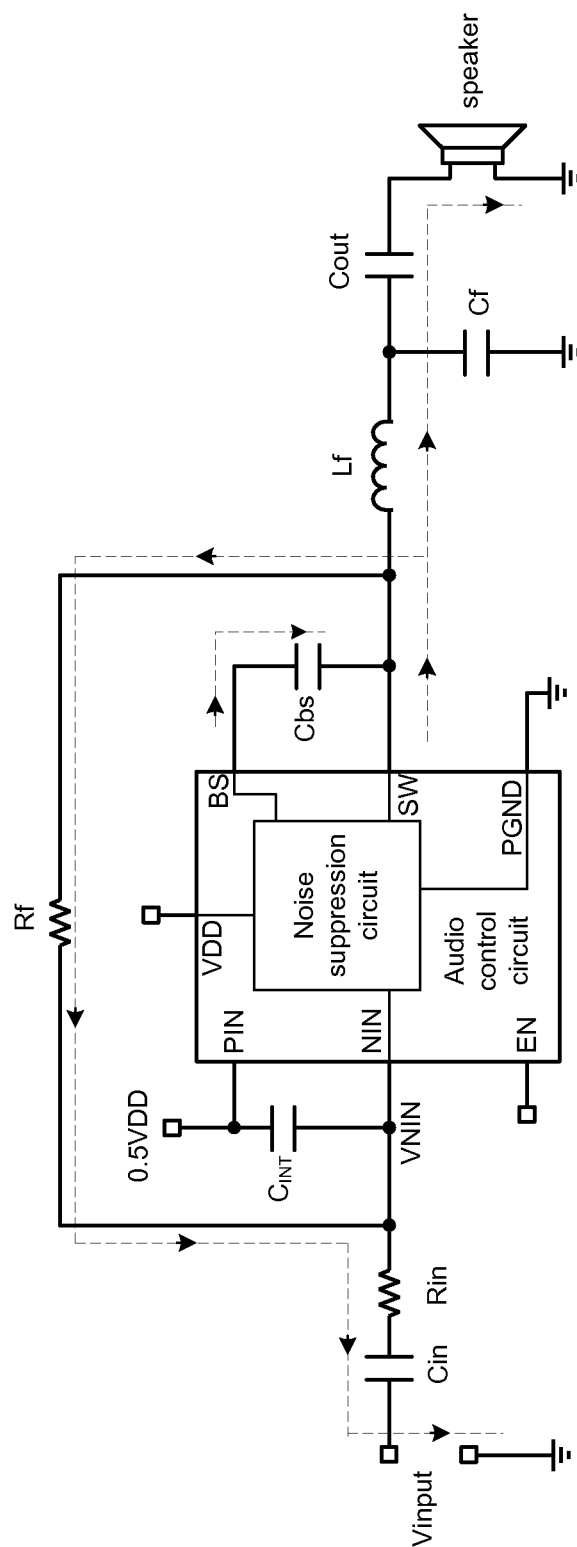 Rf
0.5VDD
VDD
BS
PIN
CINT
Noise
suppression
circuit
Cbs
Lf
Cout
speaker
Vinput
Cin
Rin
VNIN
NIN
SW
Cf
EN
Audio
control
circuit
PGND